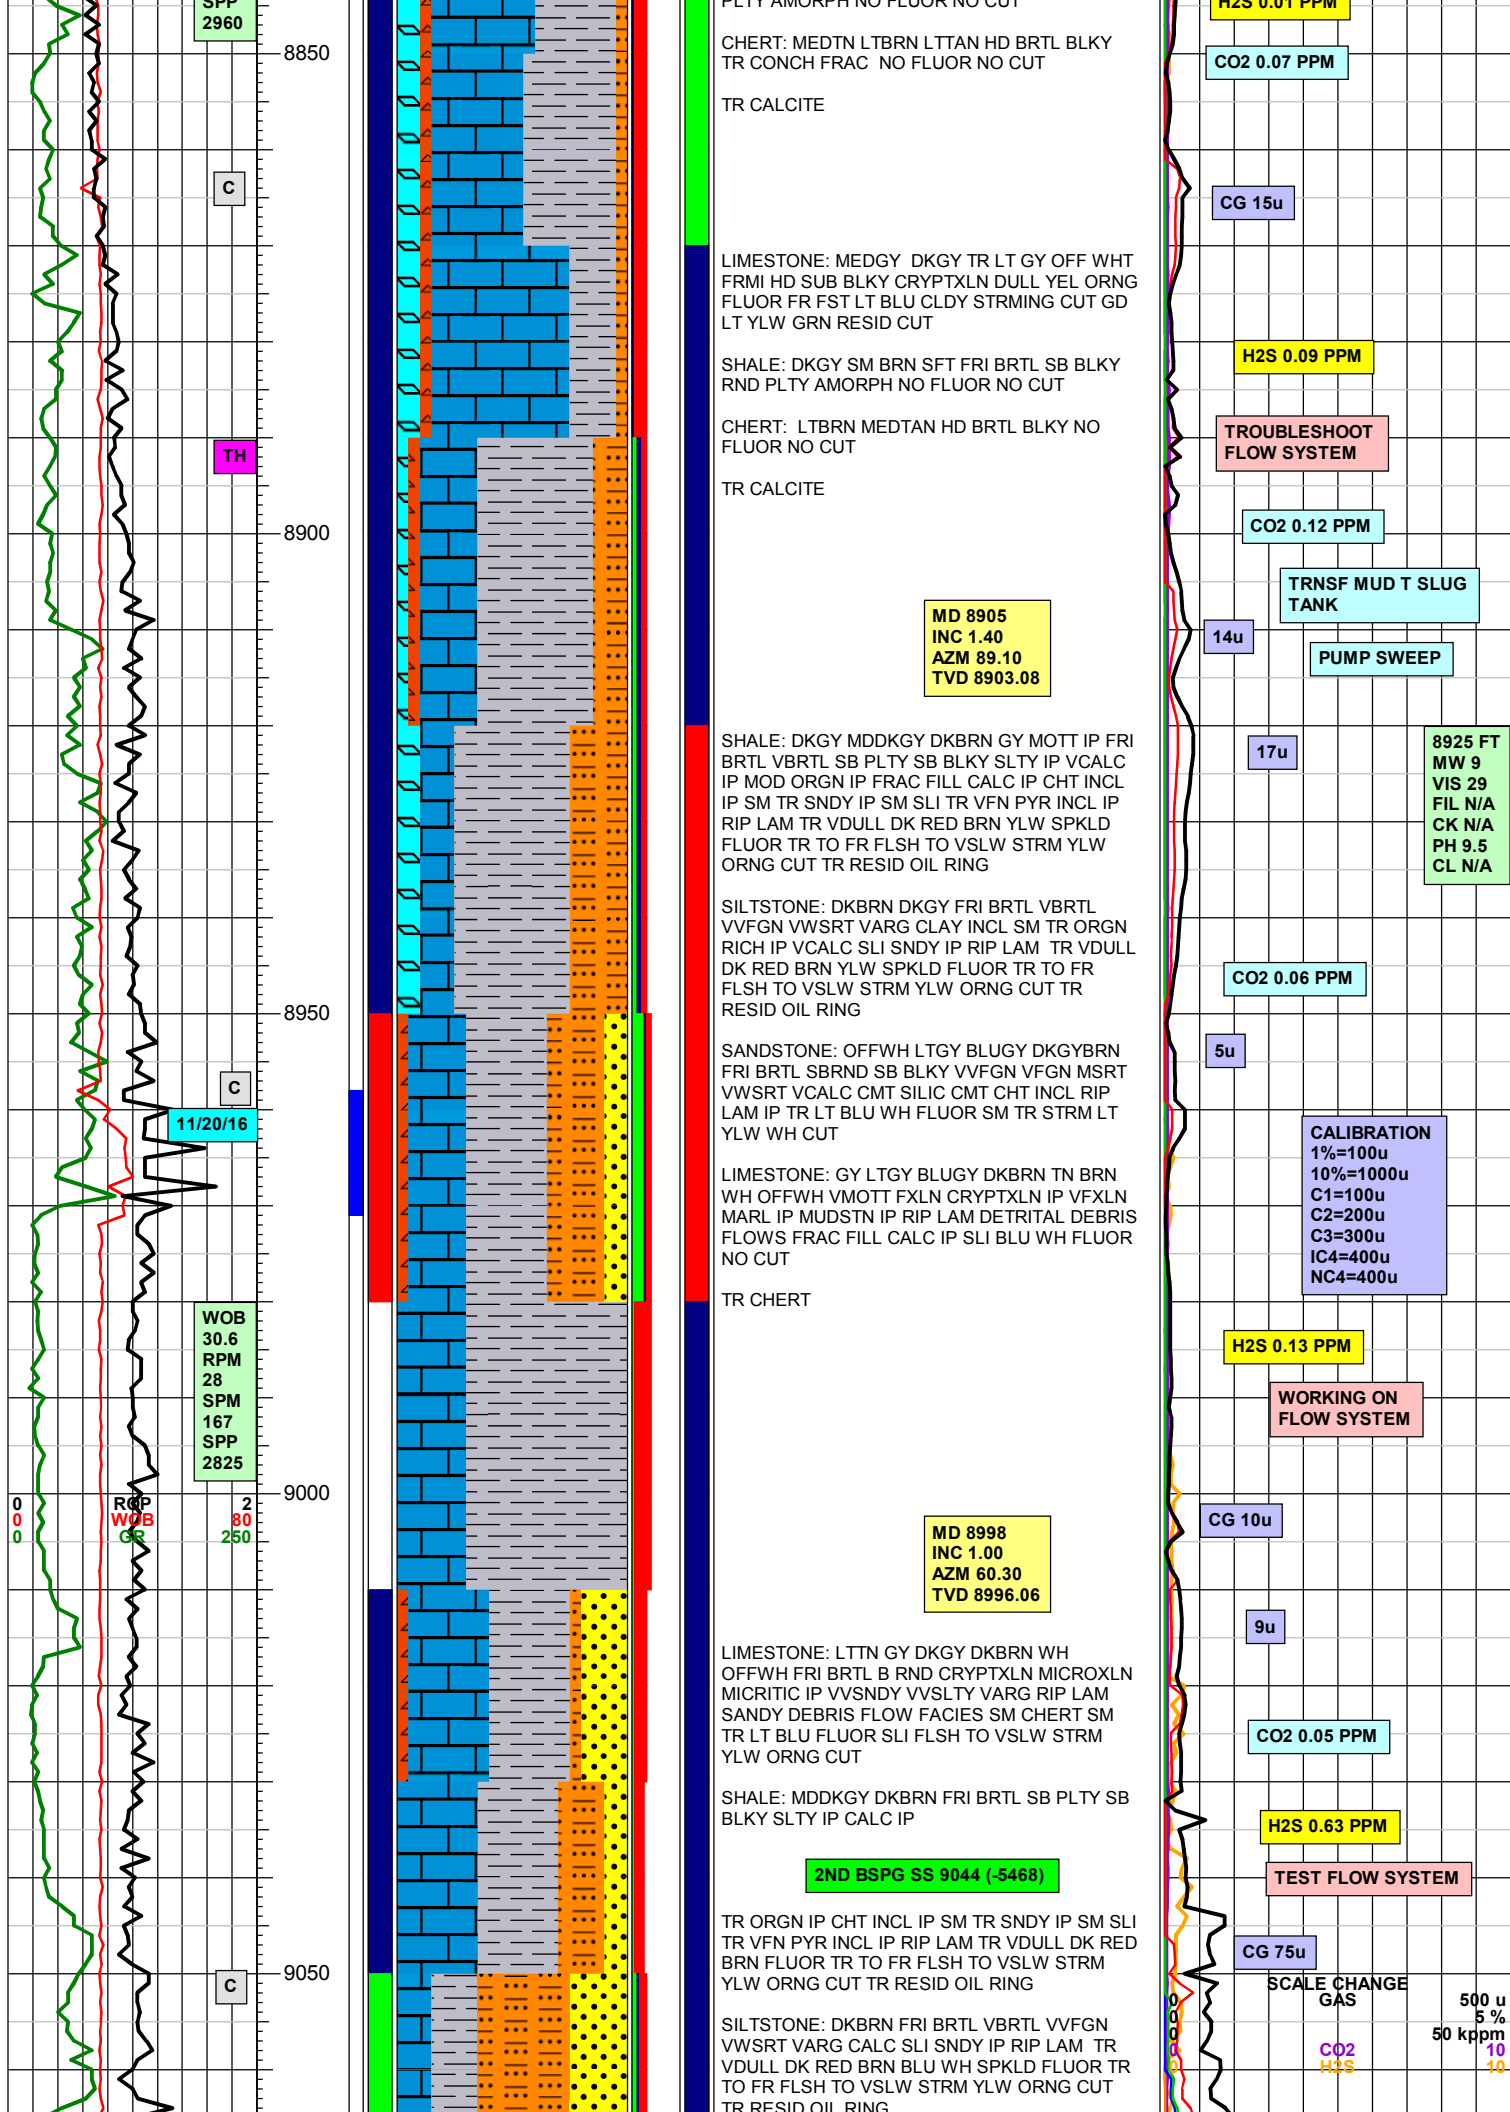 SPP
2960
8850
C
TH
8900
8950
C
11/20/16
WOB
30.6
RPM
28
SPM
167
SPP
2825
9000
0 ROP 2
0 WOB 80
0 GR 250
9050
C
PLTY AMORPH NO FLUOR NO CUT
CHERT: MEDTN LTBRN LTTAN HD BRTL BLKY
TR CONCH FRAC NO FLUOR NO CUT
TR CALCITE
LIMESTONE: MEDGY DKGY TR LT GY OFF WHT
FRMI HD SUB BLKY CRYPTXLN DULL YEL ORNG
FLUOR FR FST LT BLU CLDY STRMING CUT GD
LT YLW GRN RESID CUT
SHALE: DKGY SM BRN SFT FRI BRTL SB BLKY
RND PLTY AMORPH NO FLUOR NO CUT
CHERT: LTBRN MEDTAN HD BRTL BLKY NO
FLUOR NO CUT
TR CALCITE
MD 8905
INC 1.40
AZM 89.10
TVD 8903.08
SHALE: DKGY MDDKGY DKBRN GY MOTT IP FRI
BRTL VBRTL SB PLTY SB BLKY SLTY IP VCALC
IP MOD ORGN IP FRAC FILL CALC IP CHT INCL
IP SM TR SNDY IP SM SLI TR VFN PYR INCL IP
RIP LAM TR VDULL DK RED BRN YLW SPKLD
FLUOR TR TO FR FLSH TO VSLW STRM YLW
ORNG CUT TR RESID OIL RING
SILTSTONE: DKBRN DKGY FRI BRTL VBRTL
VVFGN VWSRT VARG CLAY INCL SM TR ORGN
RICH IP VCALC SLI SNDY IP RIP LAM TR VDULL
DK RED BRN YLW SPKLD FLUOR TR TO FR
FLSH TO VSLW STRM YLW ORNG CUT TR
RESID OIL RING
SANDSTONE: OFFWH LTGY BLUGY DKGYBRN
FRI BRTL SBRND SB BLKY VVFGN VFGN MSRT
VWSRT VCALC CMT SILIC CMT CHT INCL RIP
LAM IP TR LT BLU WH FLUOR SM TR STRM LT
YLW WH CUT
LIMESTONE: GY LTGY BLUGY DKBRN TN BRN
WH OFFWH VMOTT FXLN CRYPTXLN IP VFXLN
MARL IP MUDSTN IP RIP LAM DETRITAL DEBRIS
FLOWS FRAC FILL CALC IP SLI BLU WH FLUOR
NO CUT
TR CHERT
MD 8998
INC 1.00
AZM 60.30
TVD 8996.06
LIMESTONE: LTTN GY DKGY DKBRN WH
OFFWH FRI BRTL B RND CRYPTXLN MICROXLN
MICRITIC IP VVSNDY VVSLTY VARG RIP LAM
SANDY DEBRIS FLOW FACIES SM CHERT SM
TR LT BLU FLUOR SLI FLSH TO VSLW STRM
YLW ORNG CUT
SHALE: MDDKGY DKBRN FRI BRTL SB PLTY SB
BLKY SLTY IP CALC IP
2ND BSPG SS 9044 (-5468)
TR ORGN IP CHT INCL IP SM TR SNDY IP SM SLI
TR VFN PYR INCL IP RIP LAM TR VDULL DK RED
BRN FLUOR TR TO FR FLSH TO VSLW STRM
YLW ORNG CUT TR RESID OIL RING
SILTSTONE: DKBRN FRI BRTL VBRTL VVFGN
VWSRT VARG CALC SLI SNDY IP RIP LAM TR
VDULL DK RED BRN BLU WH SPKLD FLUOR TR
TO FR FLSH TO VSLW STRM YLW ORNG CUT
TR RESID OIL RING
H2S 0.01 PPM
CO2 0.07 PPM
CG 15u
H2S 0.09 PPM
TROUBLESHOOT
FLOW SYSTEM
CO2 0.12 PPM
TRNSF MUD T SLUG
TANK
14u
PUMP SWEEP
17u
8925 FT
MW 9
VIS 29
FIL N/A
CK N/A
PH 9.5
CL N/A
CO2 0.06 PPM
5u
CALIBRATION
1%=100u
10%=1000u
C1=100u
C2=200u
C3=300u
IC4=400u
NC4=400u
H2S 0.13 PPM
WORKING ON
FLOW SYSTEM
CG 10u
9u
CO2 0.05 PPM
H2S 0.63 PPM
TEST FLOW SYSTEM
CG 75u
SCALE CHANGE
0 GAS 500 u
0 5 %
0 50 kppm
0 CO2 10
0 H2S 10